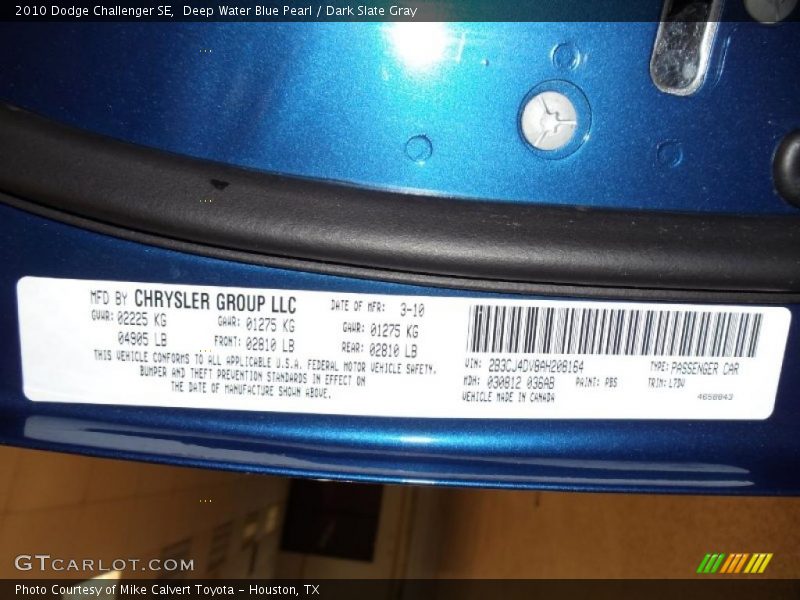 2010 Dodge Challenger SE,  Deep Water Blue Pearl / Dark Slate Gray
MFD BY CHRYSLER GROUP LLC
DATE OF MFR: 3-10
GVWR: 02225 KG
GAWR: 01275 KG
GAWR: 01275 KG
04905 LB
FRONT: 02810 LB
REAR: 02810 LB
THIS VEHICLE CONFORMS TO ALL APPLICABLE U.S.A. FEDERAL MOTOR VEHICLE SAFETY,
BUMPER AND THEFT PREVENTION STANDARDS IN EFFECT ON
THE DATE OF MANUFACTURE SHOWN ABOVE.
VIN: 2B3CJ4DV8AH208164
TYPE: PASSENGER CAR
MDH: 030812 036AB
PAINT: PBS
TRIM: L7DV
VEHICLE MADE IN CANADA
4658843
GTCARLOT.COM
Photo Courtesy of Mike Calvert Toyota - Houston, TX